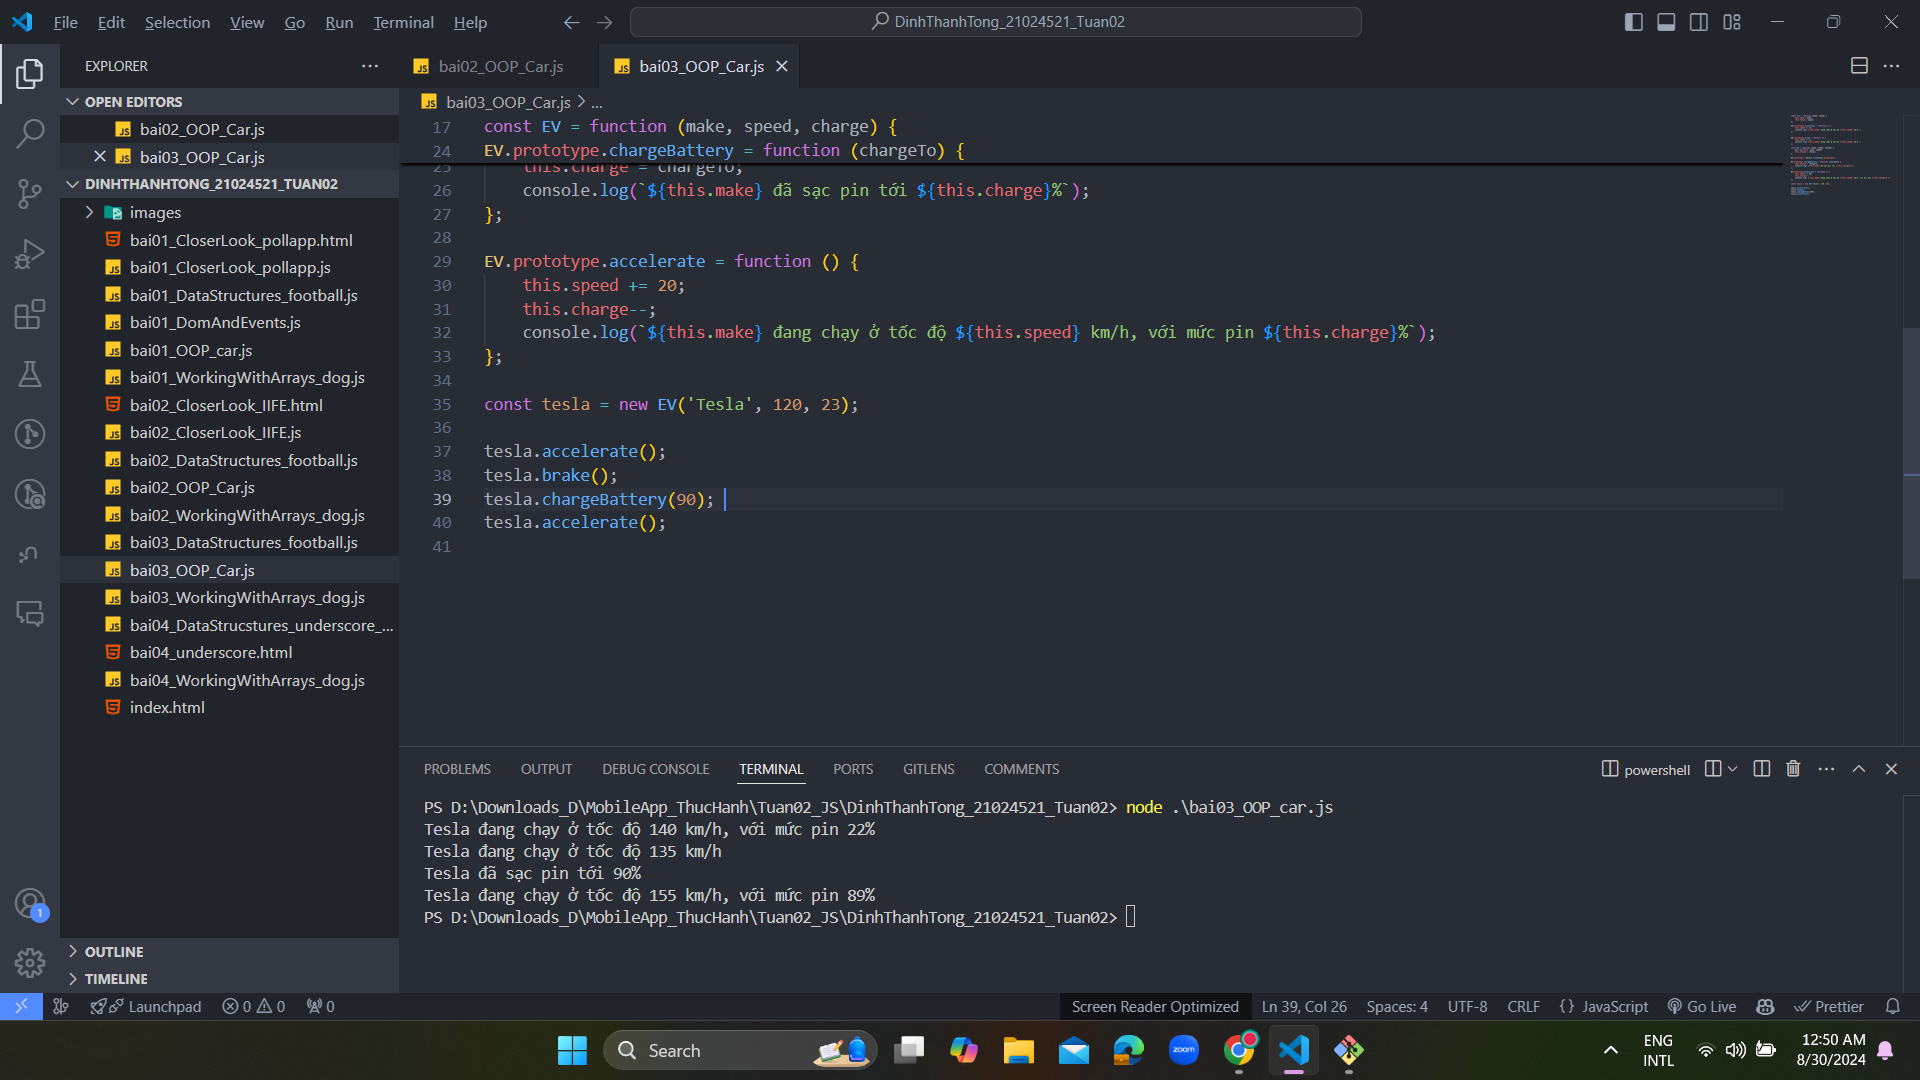 File Edit Selection View Go Run Terminal Help
DinhThanhTong_21024521_Tuan02
EXPLORER
OPEN EDITORS
bai02_OOP_Car.js
bai03_OOP_Car.js
DINHTHANHTONG_21024521_TUAN02
images
bai01_CloserLook_pollapp.html
bai01_CloserLook_pollapp.js
bai01_DataStructures_football.js
bai01_DomAndEvents.js
bai01_OOP_car.js
bai01_WorkingWithArrays_dog.js
bai02_CloserLook_IIFE.html
bai02_CloserLook_IIFE.js
bai02_DataStructures_football.js
bai02_OOP_Car.js
bai02_WorkingWithArrays_dog.js
bai03_DataStructures_football.js
bai03_OOP_Car.js
bai03_WorkingWithArrays_dog.js
bai04_DataStrucstures_underscore_...
bai04_underscore.html
bai04_WorkingWithArrays_dog.js
index.html
OUTLINE
TIMELINE
bai02_OOP_Car.js bai03_OOP_Car.js
bai03_OOP_Car.js > ...
17 const EV = function (make, speed, charge) {
24 EV.prototype.chargeBattery = function (chargeTo) {
25 this.charge = chargeTo;
26 console.log(`${this.make} đã sạc pin tới ${this.charge}%`);
27 };
28
29 EV.prototype.accelerate = function () {
30 this.speed += 20;
31 this.charge--;
32 console.log(`${this.make} đang chạy ở tốc độ ${this.speed} km/h, với mức pin ${this.charge}%`);
33 };
34
35 const tesla = new EV('Tesla', 120, 23);
36
37 tesla.accelerate();
38 tesla.brake();
39 tesla.chargeBattery(90);
40 tesla.accelerate();
41
PROBLEMS OUTPUT DEBUG CONSOLE TERMINAL PORTS GITLENS COMMENTS
powershell
PS D:\Downloads_D\MobileApp_ThucHanh\Tuan02_JS\DinhThanhTong_21024521_Tuan02> node .\bai03_OOP_car.js
Tesla đang chạy ở tốc độ 140 km/h, với mức pin 22%
Tesla đang chạy ở tốc độ 135 km/h
Tesla đã sạc pin tới 90%
Tesla đang chạy ở tốc độ 155 km/h, với mức pin 89%
PS D:\Downloads_D\MobileApp_ThucHanh\Tuan02_JS\DinhThanhTong_21024521_Tuan02>
1
Launchpad 0 0 0
Screen Reader Optimized Ln 39, Col 26 Spaces: 4 UTF-8 CRLF {} JavaScript Go Live Prettier
Search
zoom
ENG
INTL
12:50 AM
8/30/2024